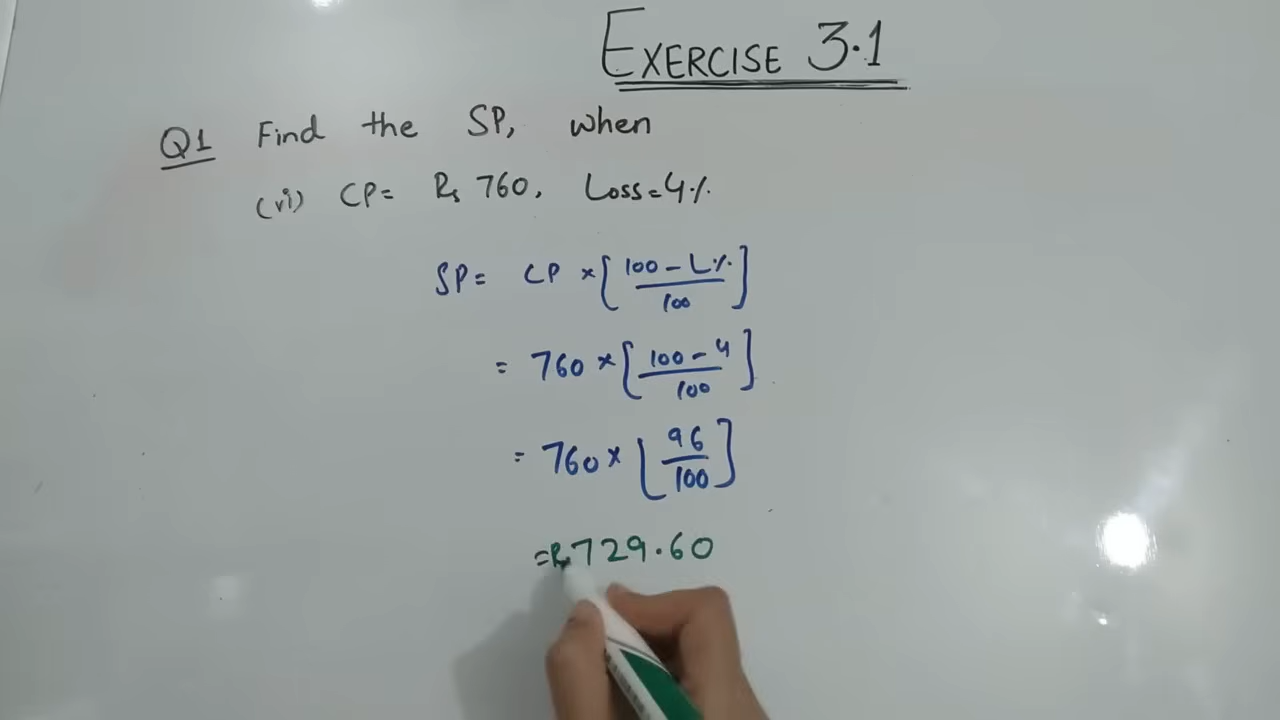 EXERCISE 3.1
Q1 Find the SP, when
(vi) CP= Rs 760, Loss=4%
SP= CP × [100 - L% / 100]
= 760 × [100 - 4 / 100]
= 760 × [96 / 100]
=Rs 729.60